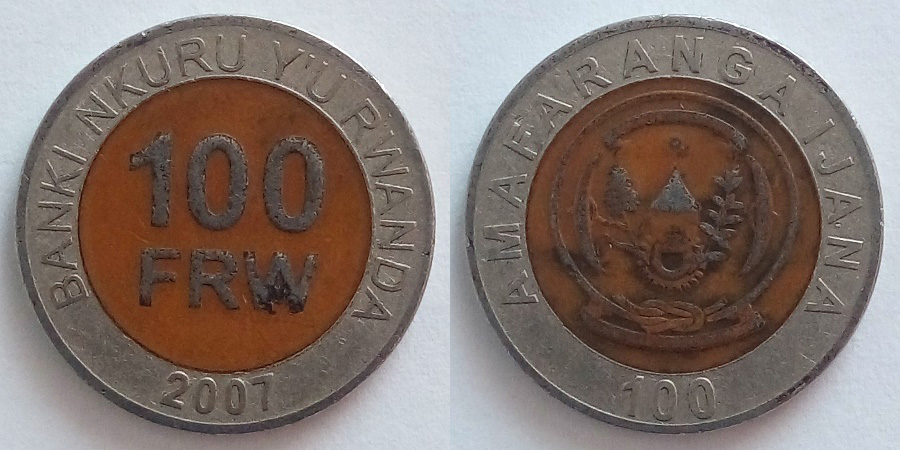 BANKI NKURU Y'U RWANDA
100
FRW
2007
AMAFARANGA IJANA
100